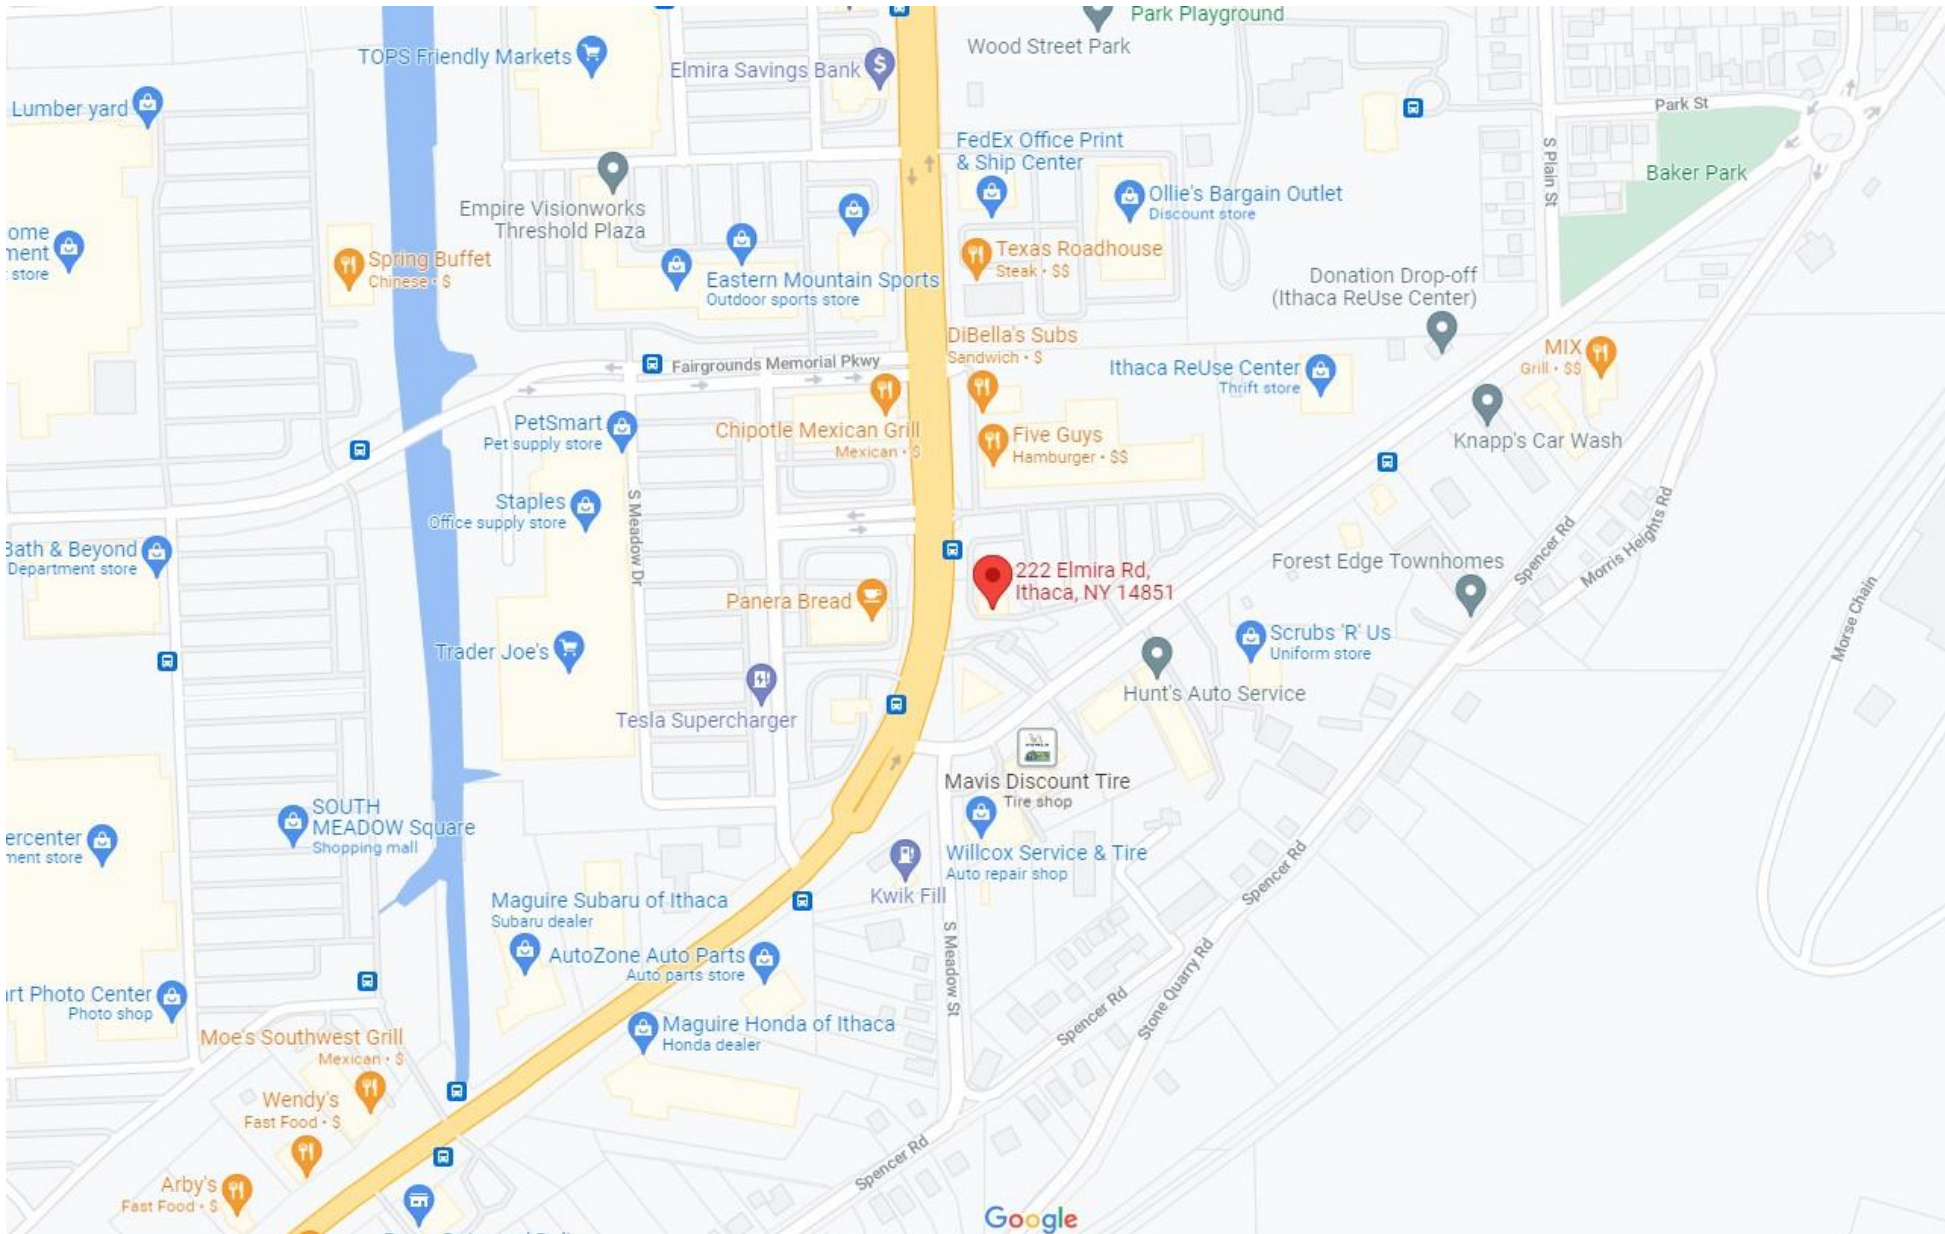 Park Playground
Wood Street Park
TOPS Friendly Markets
Elmira Savings Bank
Lumber yard
Park St
FedEx Office Print
& Ship Center
S Plain St
Baker Park
Ollie's Bargain Outlet
Discount store
Empire Visionworks
Threshold Plaza
ome
ment
store
Spring Buffet
Chinese · $
Texas Roadhouse
Steak · $$
Eastern Mountain Sports
Outdoor sports store
Donation Drop-off
(Ithaca ReUse Center)
DiBella's Subs
Sandwich · $
Fairgrounds Memorial Pkwy
Ithaca ReUse Center
Thrift store
MIX
Grill · $$
PetSmart
Pet supply store
Chipotle Mexican Grill
Mexican · $
Five Guys
Hamburger · $$
Knapp's Car Wash
Staples
Office supply store
S Meadow Dr
Spencer Rd
Morris Heights Rd
Bath & Beyond
Department store
222 Elmira Rd,
Ithaca, NY 14851
Forest Edge Townhomes
Panera Bread
Morse Chain
Trader Joe's
Scrubs 'R' Us
Uniform store
Hunt's Auto Service
Tesla Supercharger
Mavis Discount Tire
Tire shop
SOUTH
MEADOW Square
Shopping mall
ercenter
ment store
Willcox Service & Tire
Auto repair shop
Kwik Fill
Spencer Rd
Maguire Subaru of Ithaca
Subaru dealer
AutoZone Auto Parts
Auto parts store
S Meadow St
Stone Quarry Rd
Spencer Rd
art Photo Center
Photo shop
Maguire Honda of Ithaca
Honda dealer
Moe's Southwest Grill
Mexican · $
Wendy's
Fast Food · $
Spencer Rd
Arby's
Fast Food · $
Google